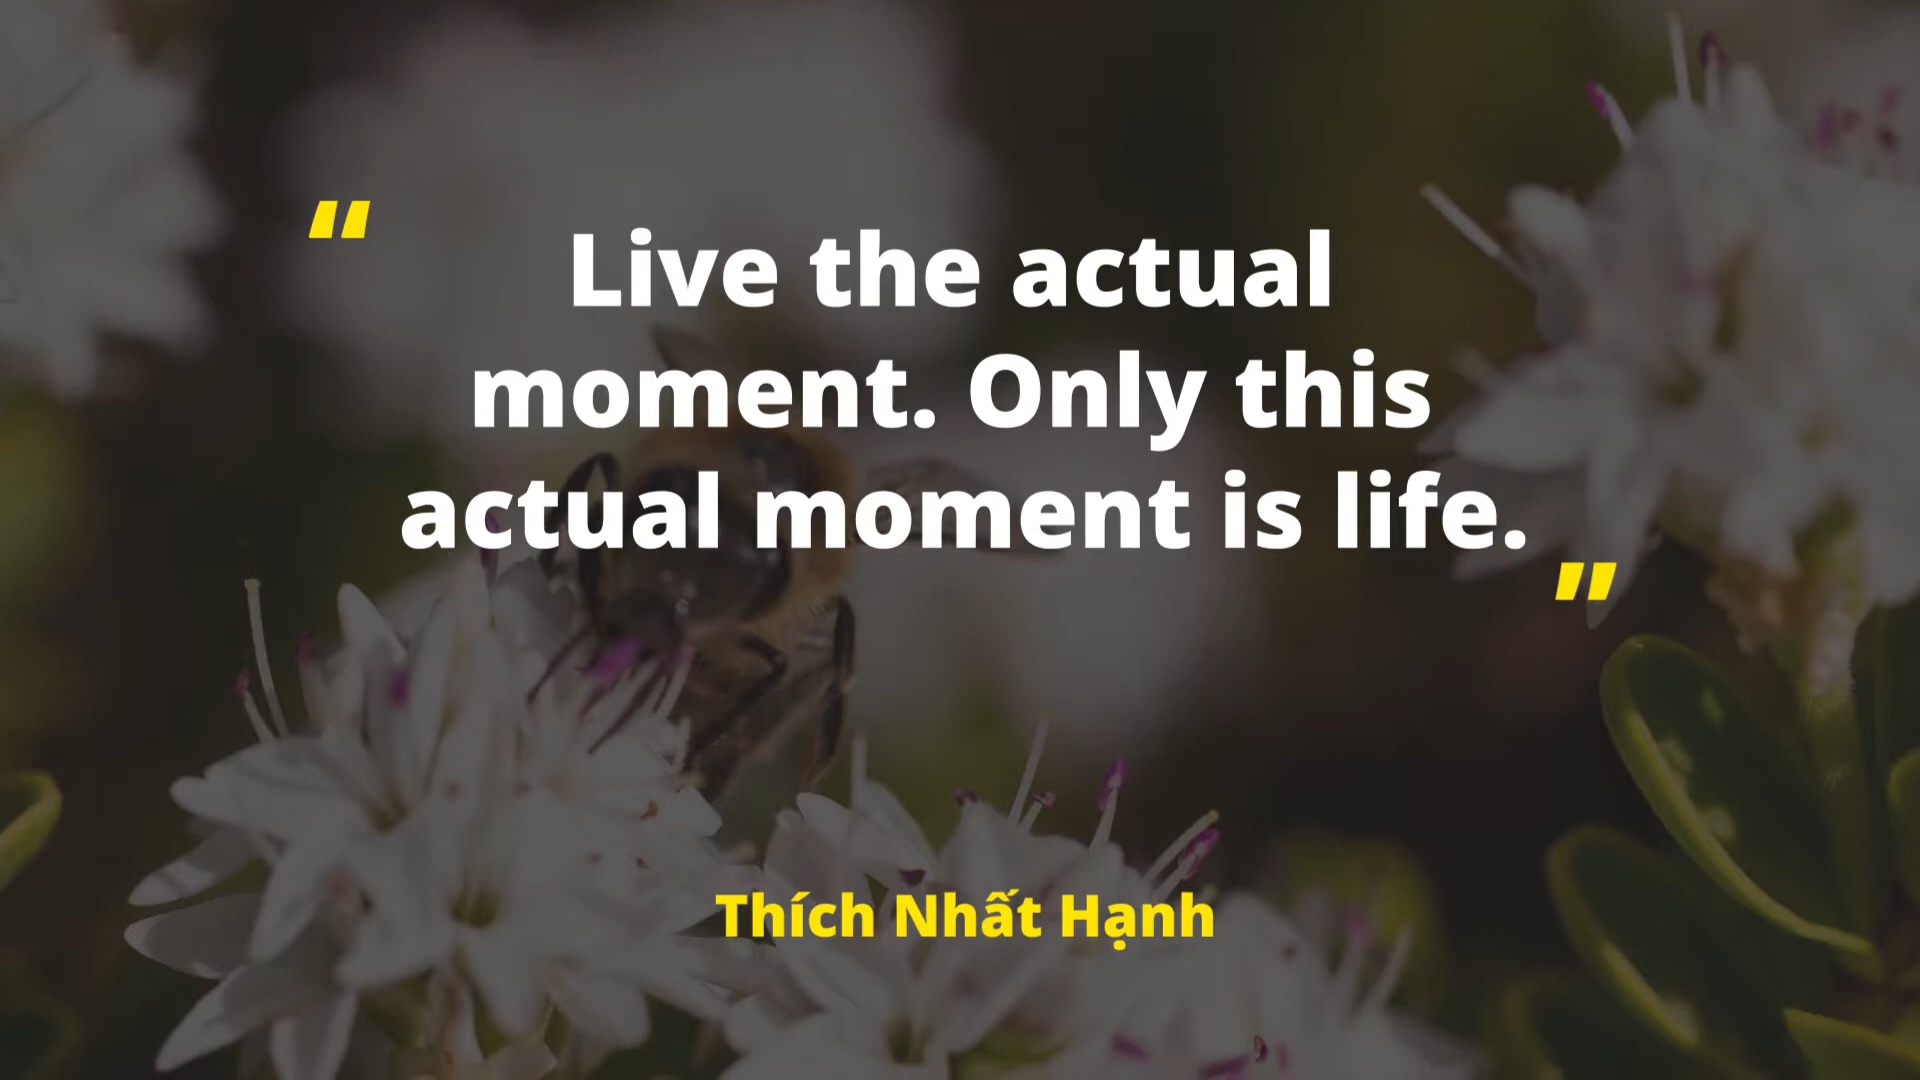 “
Live the actual
moment. Only this
actual moment is life.
”
Thích Nhất Hạnh